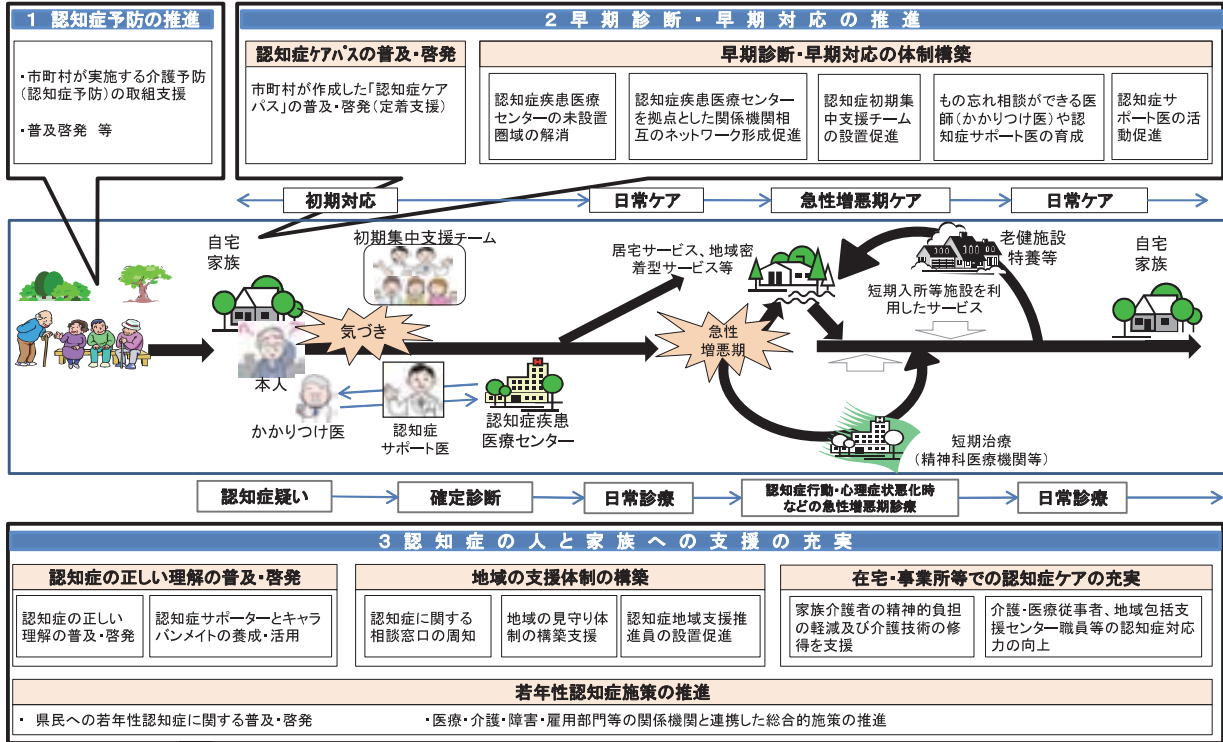 1 認知症予防の推進
・市町村が実施する介護予防
(認知症予防)の取組支援
・普及啓発 等
2 早期診断・早期対応の推進
認知症ケアパスの普及・啓発
市町村が作成した「認知症ケア
パス」の普及・啓発(定着支援)
早期診断・早期対応の体制構築
認知症疾患医療
センターの未設置
圏域の解消
認知症疾患医療センター
を拠点とした関係機関相
互のネットワーク形成促進
認知症初期集
中支援チーム
の設置促進
もの忘れ相談ができる医
師(かかりつけ医)や認
知症サポート医の育成
認知症サ
ポート医の活
動促進
初期対応
日常ケア
急性増悪期ケア
日常ケア
自宅
家族
初期集中支援チーム
居宅サービス、地域密
着型サービス等
老健施設
特養等
自宅
家族
短期入所等施設を利
用したサービス
気づき
急性
増悪期
本人
かかりつけ医
認知症
サポート医
認知症疾患
医療センター
短期治療
(精神科医療機関等)
認知症疑い
確定診断
日常診療
認知症行動・心理症状悪化時
などの急性増悪期診療
日常診療
3 認知症の人と家族への支援の充実
認知症の正しい理解の普及・啓発
認知症の正しい
理解の普及・啓発
認知症サポーターとキャラ
バンメイトの養成・活用
地域の支援体制の構築
認知症に関する
相談窓口の周知
地域の見守り体
制の構築支援
認知症地域支援推
進員の設置促進
在宅・事業所等での認知症ケアの充実
家族介護者の精神的負担
の軽減及び介護技術の修
得を支援
介護・医療従事者、地域包括支
援センター職員等の認知症対応
力の向上
若年性認知症施策の推進
・ 県民への若年性認知症に関する普及・啓発
・医療・介護・障害・雇用部門等の関係機関と連携した総合的施策の推進